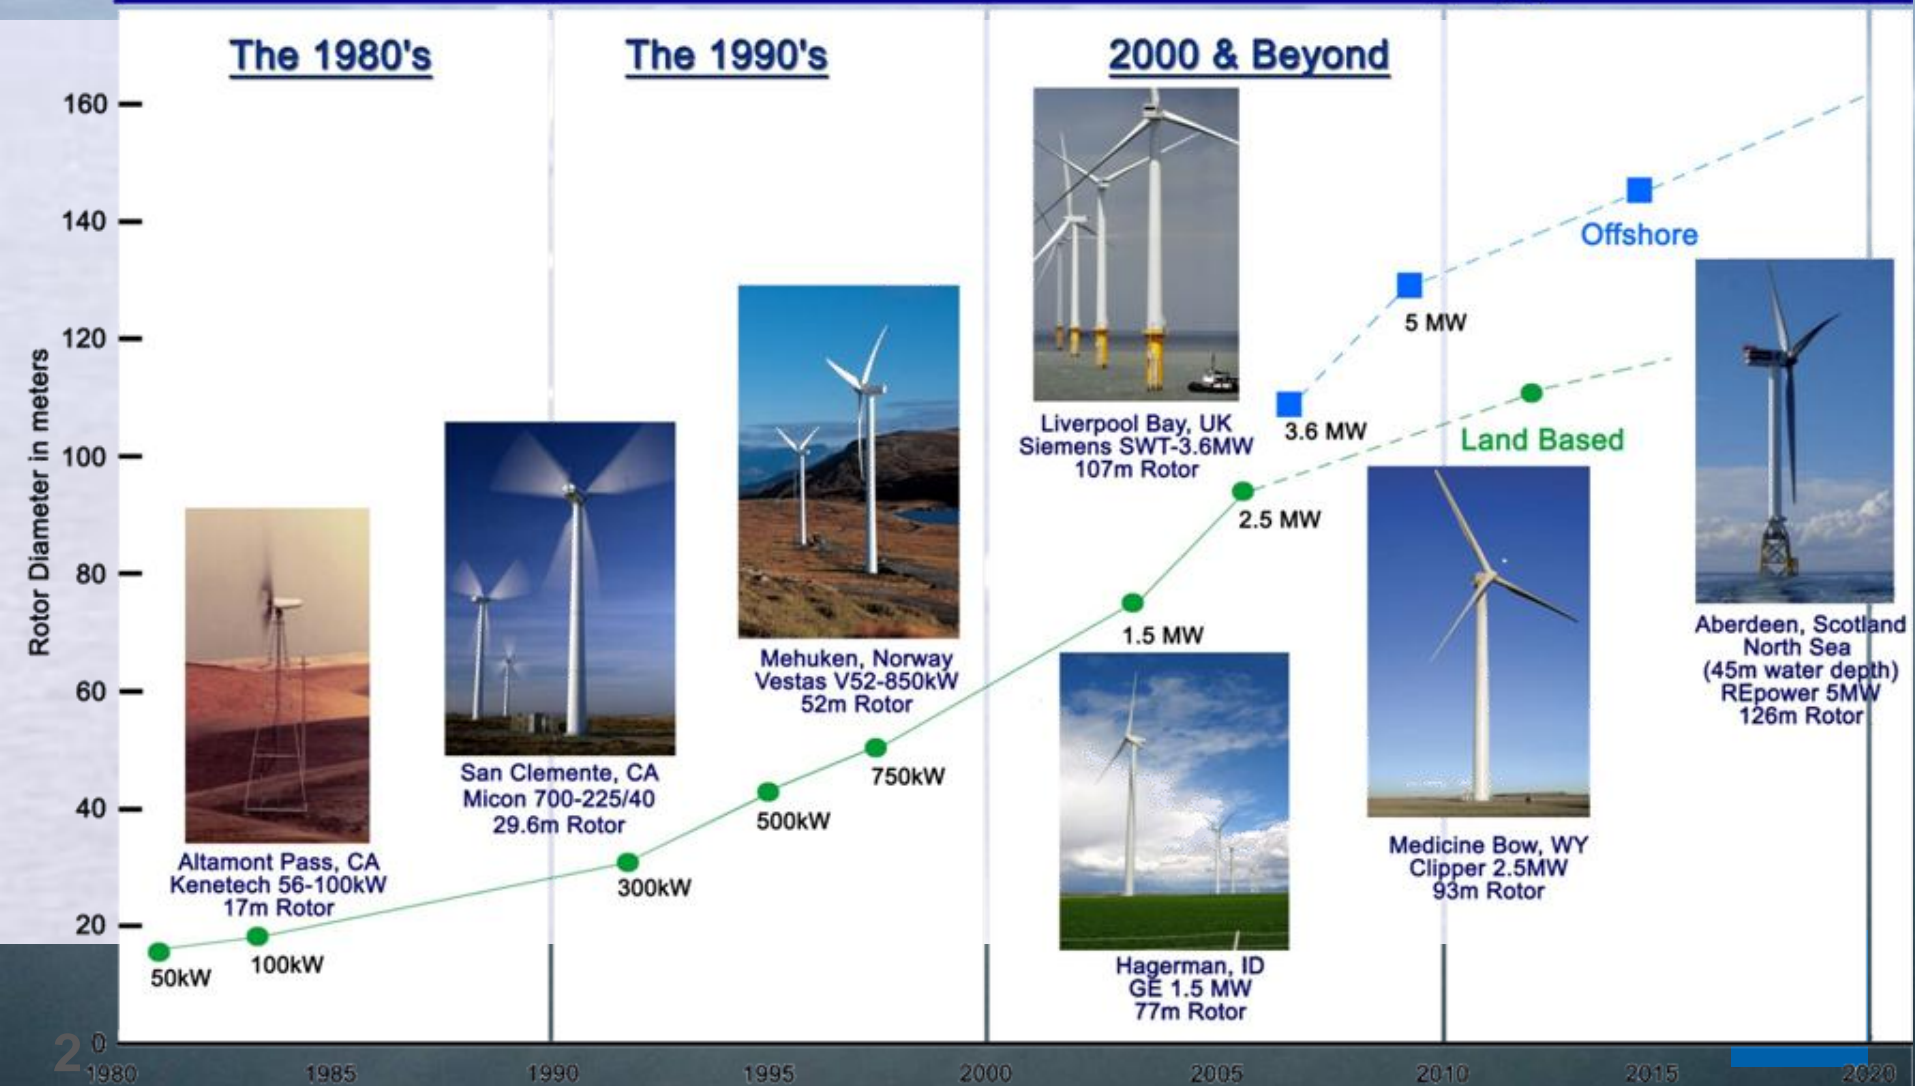 The 1980's
The 1990's
2000 & Beyond
Rotor Diameter in meters
160
140
120
100
80
60
40
20
0
Altamont Pass, CA
Kenetech 56-100kW
17m Rotor
San Clemente, CA
Micon 700-225/40
29.6m Rotor
Mehuken, Norway
Vestas V52-850kW
52m Rotor
Liverpool Bay, UK
Siemens SWT-3.6MW
107m Rotor
Hagerman, ID
GE 1.5 MW
77m Rotor
Medicine Bow, WY
Clipper 2.5MW
93m Rotor
Aberdeen, Scotland
North Sea
(45m water depth)
REpower 5MW
126m Rotor
50kW
100kW
300kW
500kW
750kW
1.5 MW
2.5 MW
Land Based
3.6 MW
5 MW
Offshore
2
1980
1985
1990
1995
2000
2005
2010
2015
2020